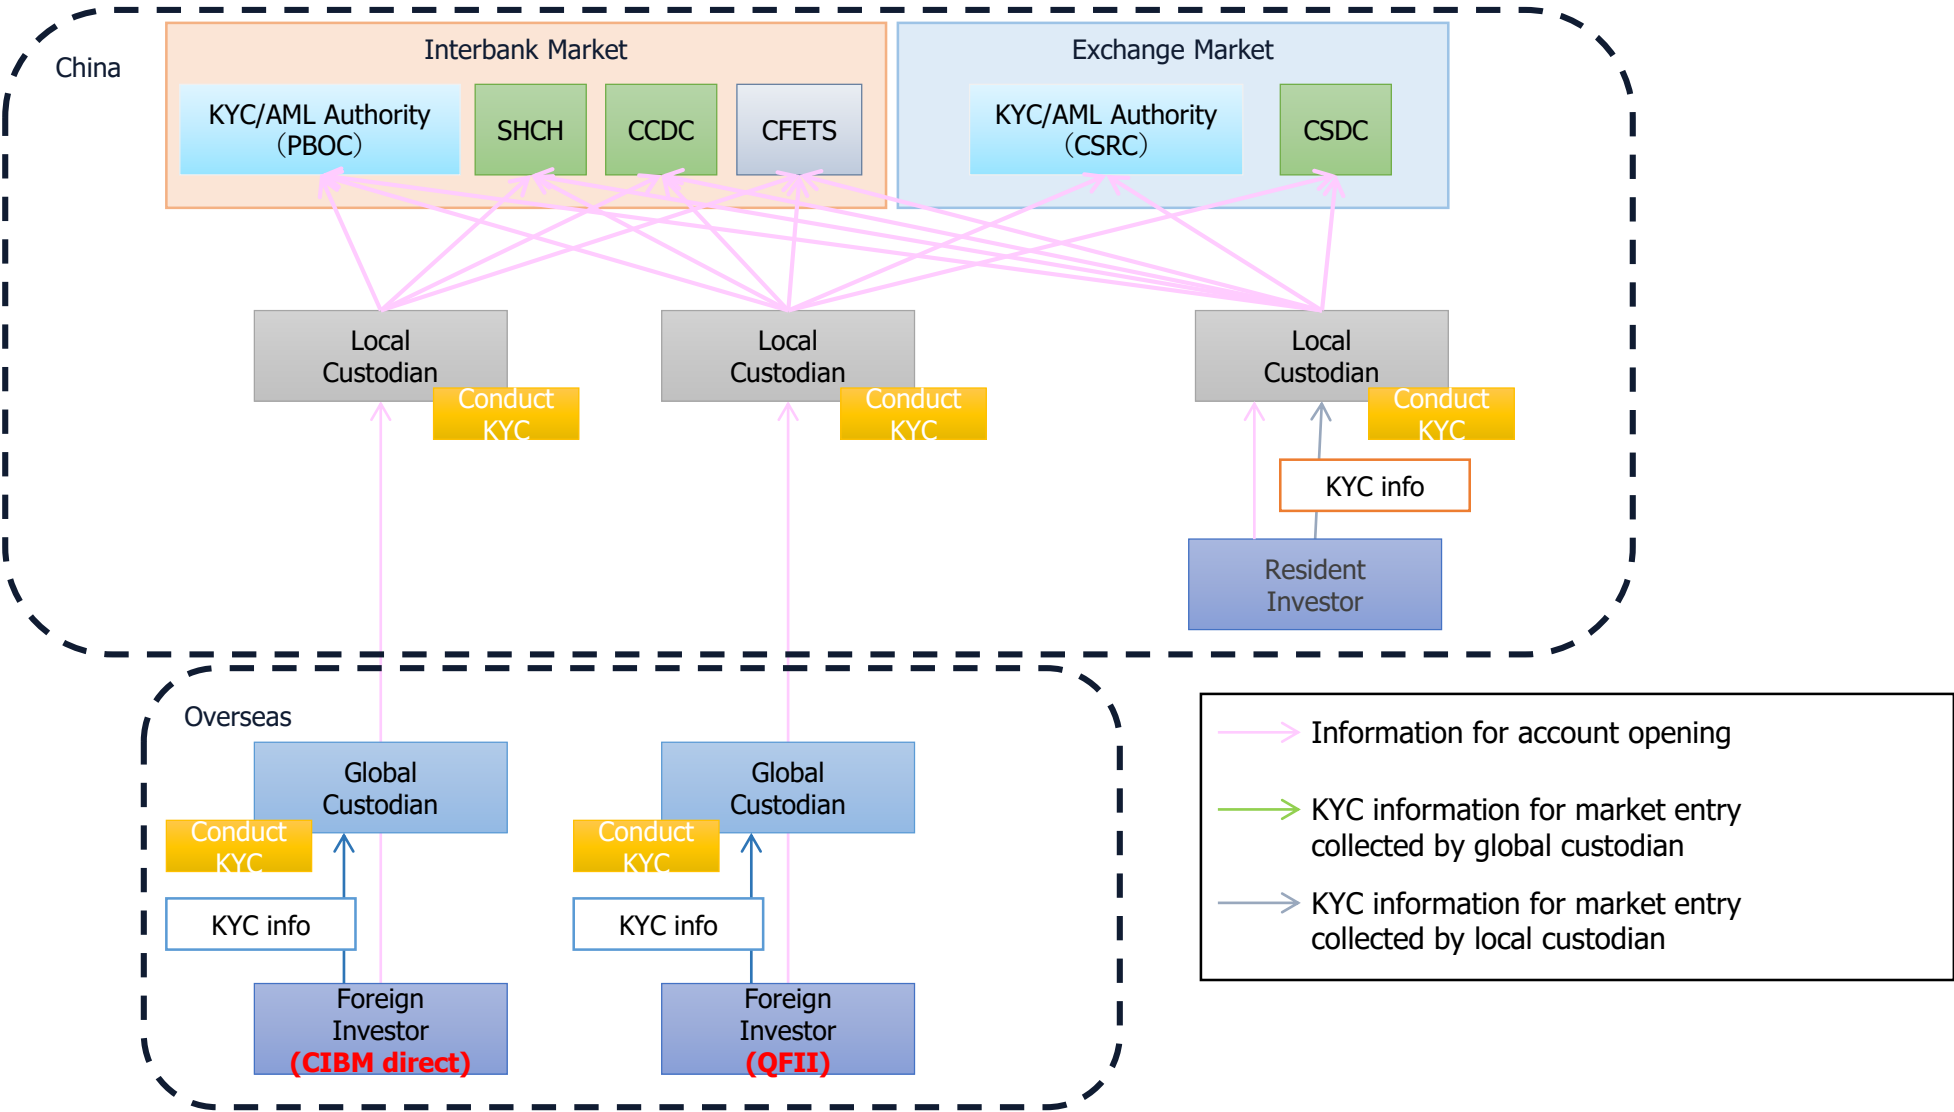 China
Interbank Market
KYC/AML Authority
（PBOC）
SHCH
CCDC
CFETS
Exchange Market
KYC/AML Authority
（CSRC）
CSDC
Local
Custodian
Conduct
KYC
Local
Custodian
Conduct
KYC
Local
Custodian
Conduct
KYC
KYC info
Resident
Investor
Overseas
Global
Custodian
Conduct
KYC
KYC info
Foreign
Investor
(CIBM direct)
Global
Custodian
Conduct
KYC
KYC info
Foreign
Investor
(QFII)
Information for account opening
KYC information for market entry
collected by global custodian
KYC information for market entry
collected by local custodian